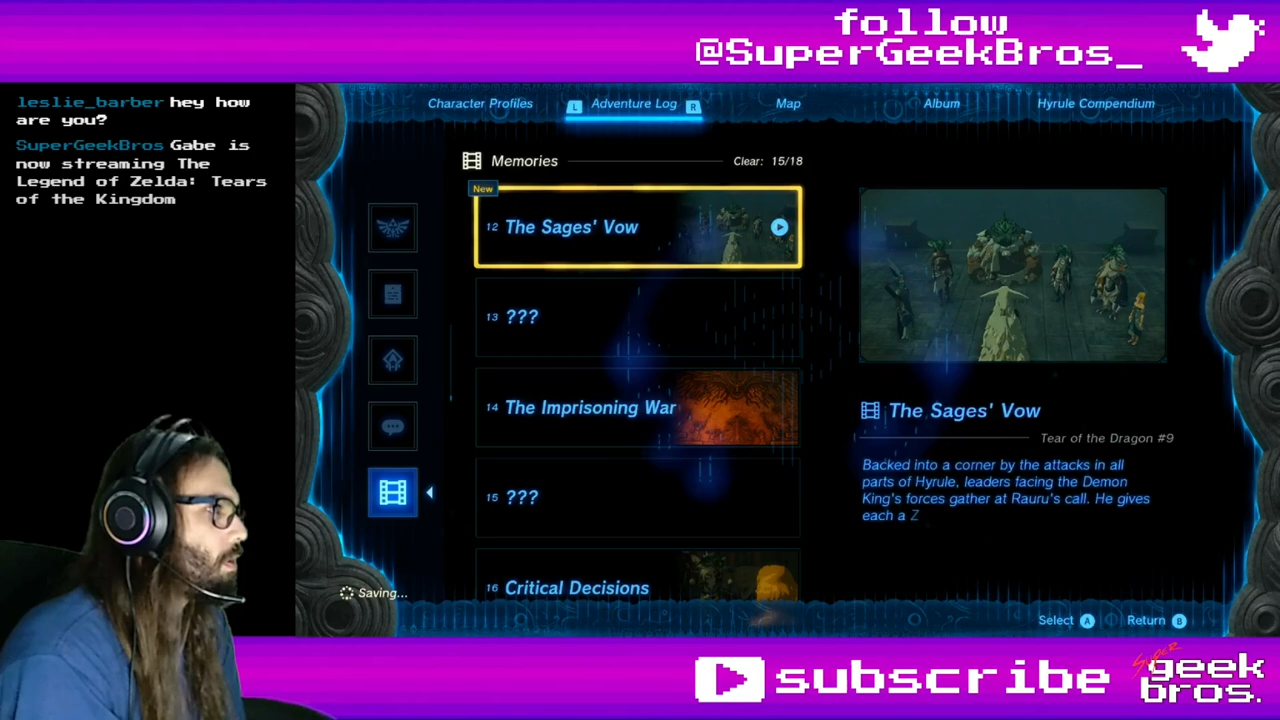 follow
@SuperGeekBros_
leslie_barber hey how
are you?
SuperGeekBros Gabe is
now streaming The
Legend of Zelda: Tears
of the Kingdom
Character Profiles
L Adventure Log R
Map
Album
Hyrule Compendium
Memories
Clear: 15/18
New
12 The Sages' Vow
13 ???
14 The Imprisoning War
15 ???
16 Critical Decisions
The Sages' Vow
Tear of the Dragon #9
Backed into a corner by the attacks in all
parts of Hyrule, leaders facing the Demon
King's forces gather at Rauru's call. He gives
each a Z
Saving...
Select A
Return B
subscribe
SUPER
geek
bros.